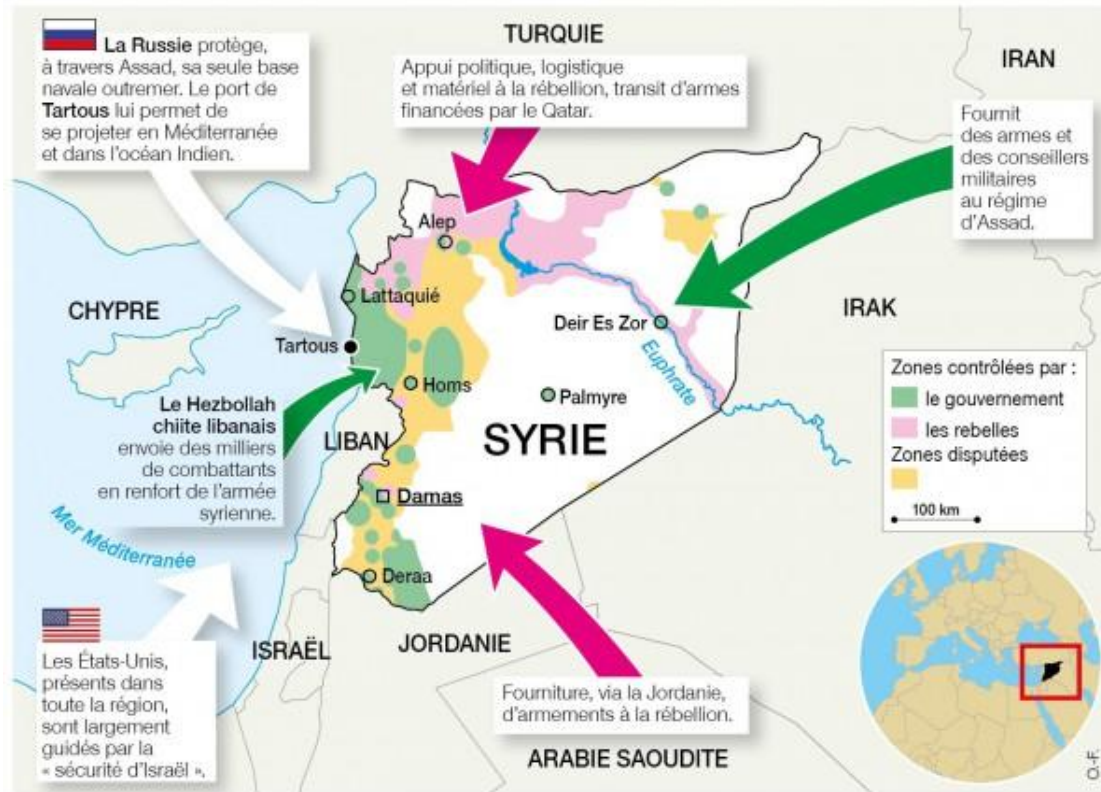 La Russie protège,
à travers Assad, sa seule base
navale outremer. Le port de
Tartous lui permet de
se projeter en Méditerranée
et dans l'océan Indien.
TURQUIE
Appui politique, logistique
et matériel à la rébellion, transit d'armes
financées par le Qatar.
IRAN
Fournit
des armes et
des conseillers
militaires
au régime
d'Assad.
Alep
Lattaquié
CHYPRE
Tartous
Deir Es Zor
IRAK
Euphrate
Homs
Palmyre
SYRIE
Le Hezbollah
chiite libanais
envoie des milliers
de combattants
en renfort de l'armée
syrienne.
LIBAN
Damas
Mer Méditerranée
Deraa
Zones contrôlées par :
le gouvernement
les rebelles
Zones disputées
100 km
ISRAËL
JORDANIE
Les États-Unis,
présents dans
toute la région,
sont largement
guidés par la
« sécurité d'Israël ».
Fourniture, via la Jordanie,
d'armements à la rébellion.
ARABIE SAOUDITE
O.-F.